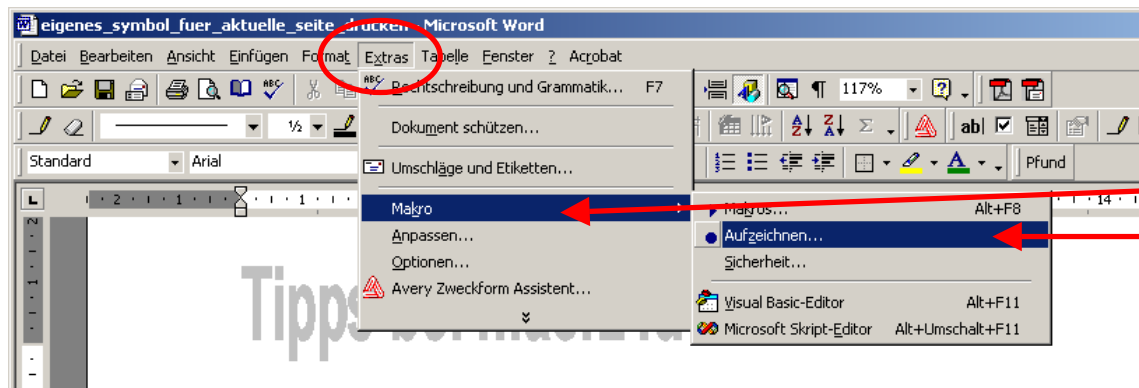 eigenes_symbol_fuer_aktuelle_seite_drucken - Microsoft Word
Datei Bearbeiten Ansicht Einfügen Format Extras Tabelle Fenster ? Acrobat
Rechtschreibung und Grammatik... F7
117%
½
Dokument schützen...
ab|
Standard
Arial
Umschläge und Etiketten...
Pfund
Makro
Makros... Alt+F8
Anpassen...
Aufzeichnen...
Optionen...
Sicherheit...
Avery Zweckform Assistent...
Visual Basic-Editor Alt+F11
Microsoft Skript-Editor Alt+Umschalt+F11
Tipps